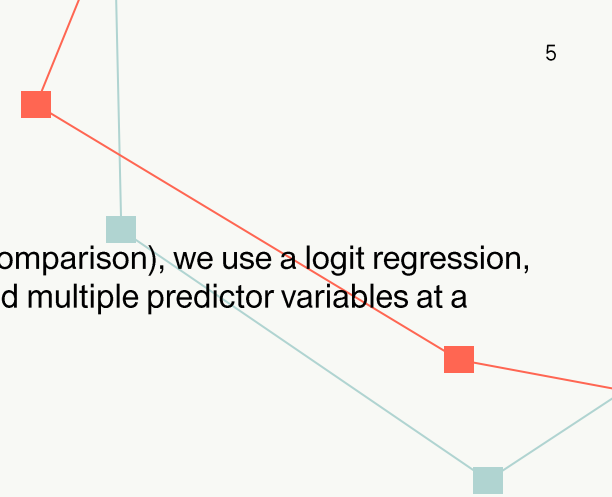 5
omparison), we use a logit regression,
d multiple predictor variables at a